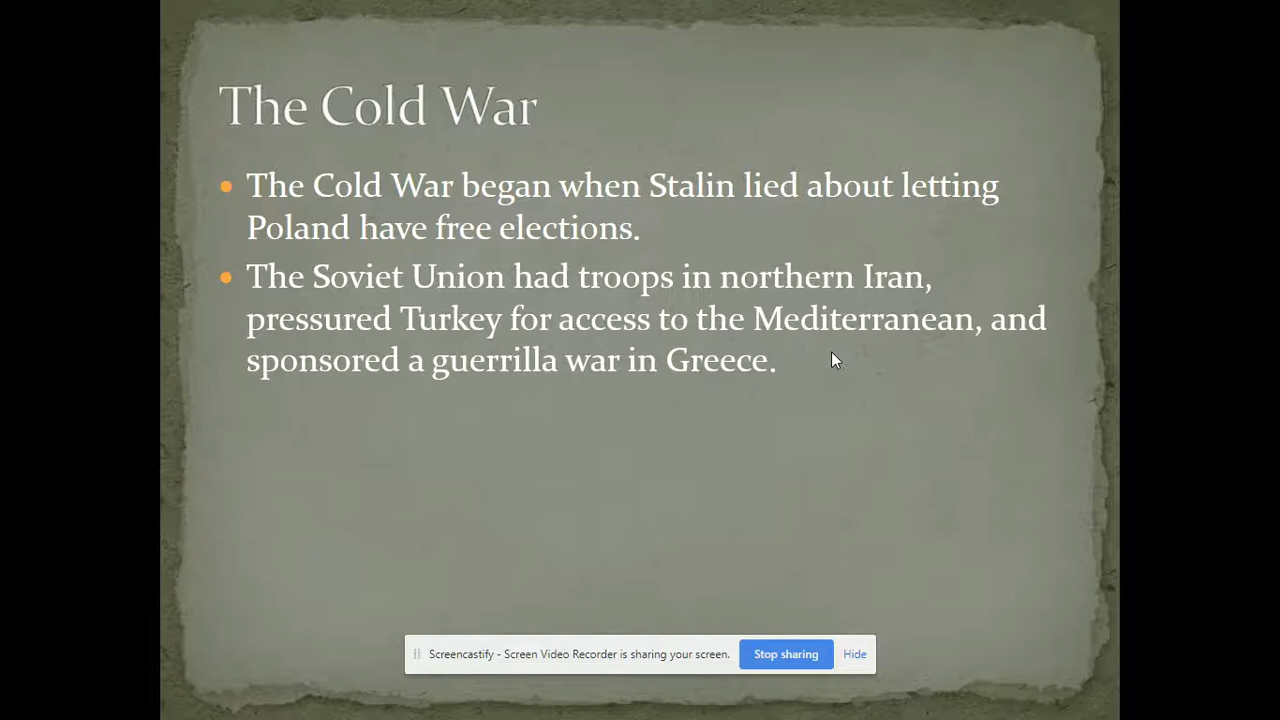 The Cold War
The Cold War began when Stalin lied about letting
Poland have free elections.
The Soviet Union had troops in northern Iran,
pressured Turkey for access to the Mediterranean, and
sponsored a guerrilla war in Greece.
Screencastify - Screen Video Recorder is sharing your screen. Stop sharing Hide